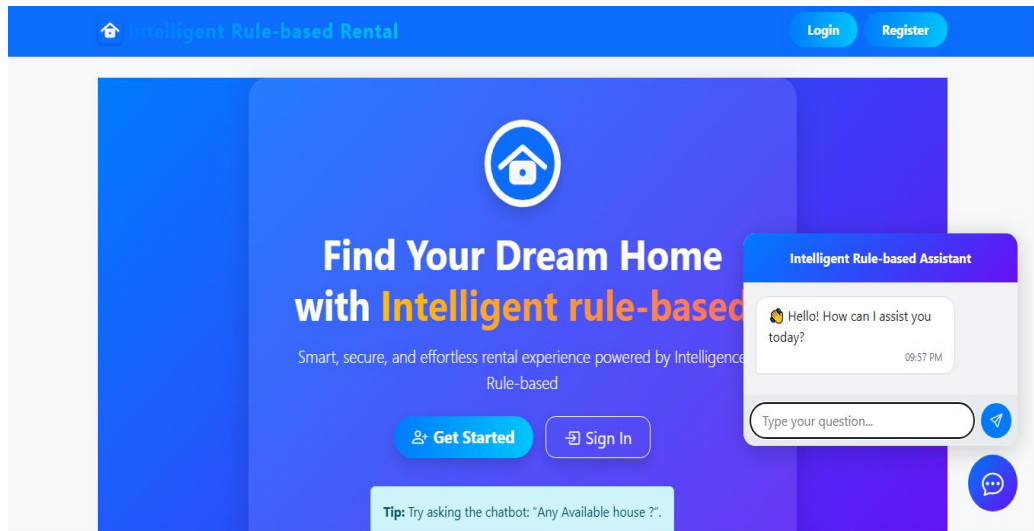 Intelligent Rule-based Rental
Login
Register
Find Your Dream Home
with Intelligent rule-based
Smart, secure, and effortless rental experience powered by Intelligence
Rule-based
Get Started
Sign In
Tip: Try asking the chatbot: “Any Available house ?”.
Intelligent Rule-based Assistant
👋 Hello! How can I assist you
today?
09:57 PM
Type your question...